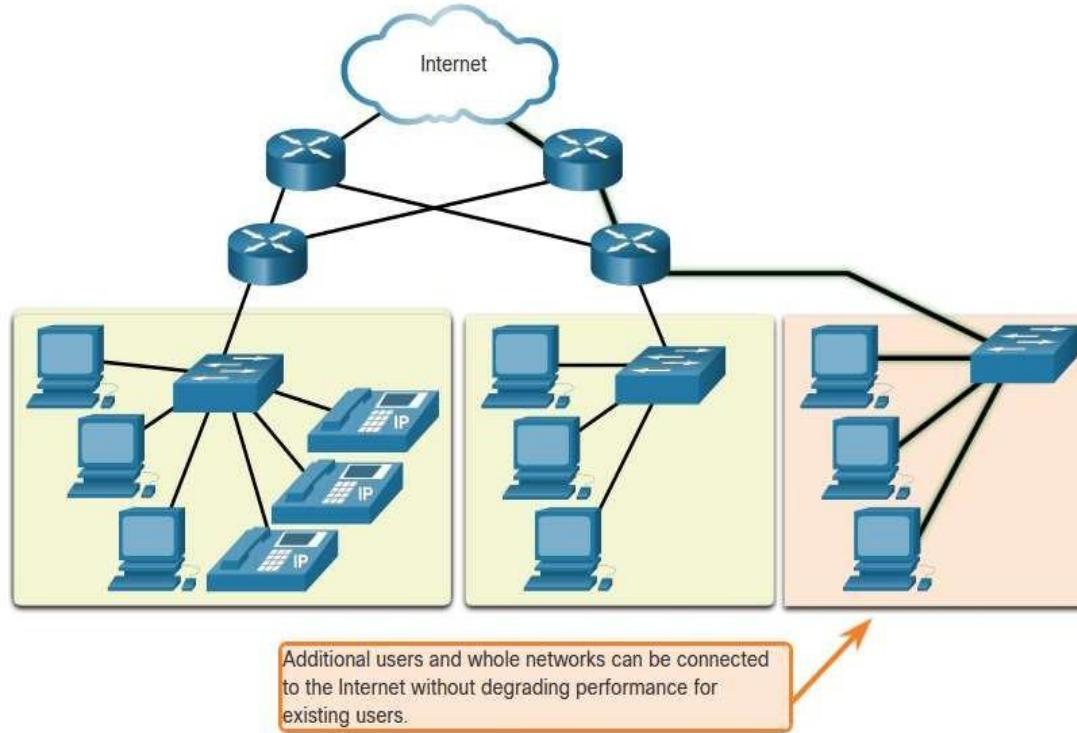 Internet
IP
IP
IP
Additional users and whole networks can be connected
to the Internet without degrading performance for
existing users.